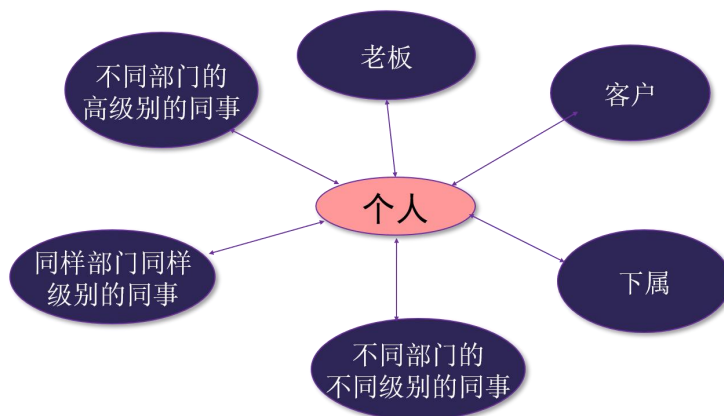 老板
不同部门的
高级别的同事
客户
个人
同样部门同样
级别的同事
下属
不同部门的
不同级别的同事